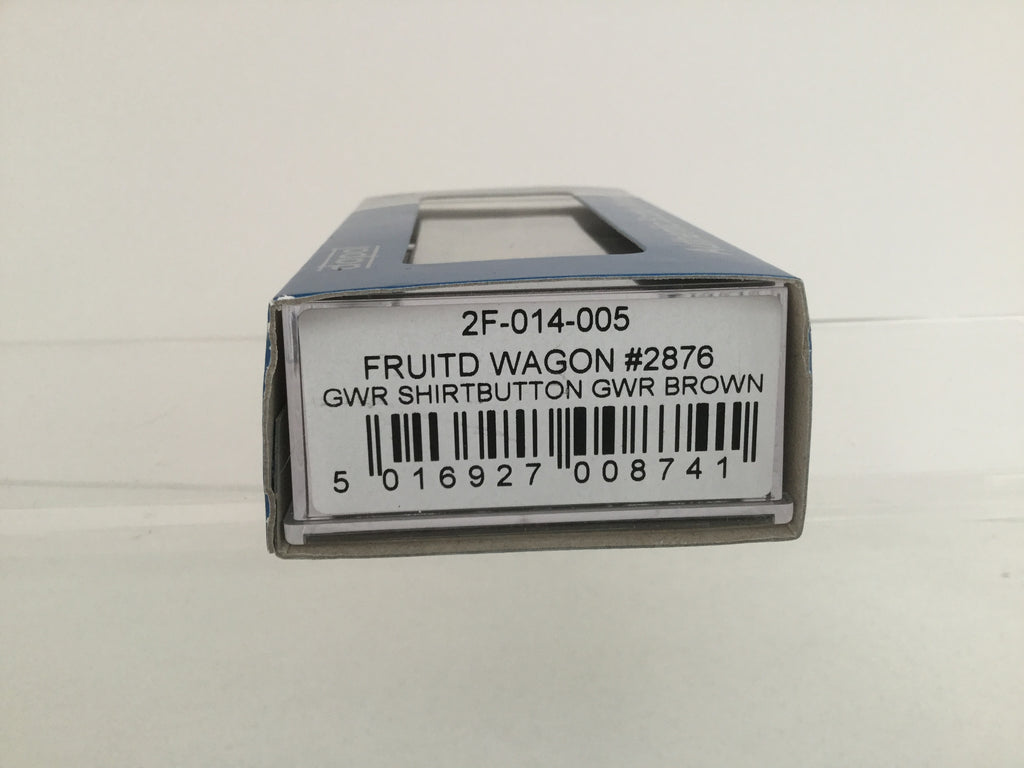 2F-014-005
FRUITD WAGON #2876
GWR SHIRTBUTTON GWR BROWN
5 016927 008741